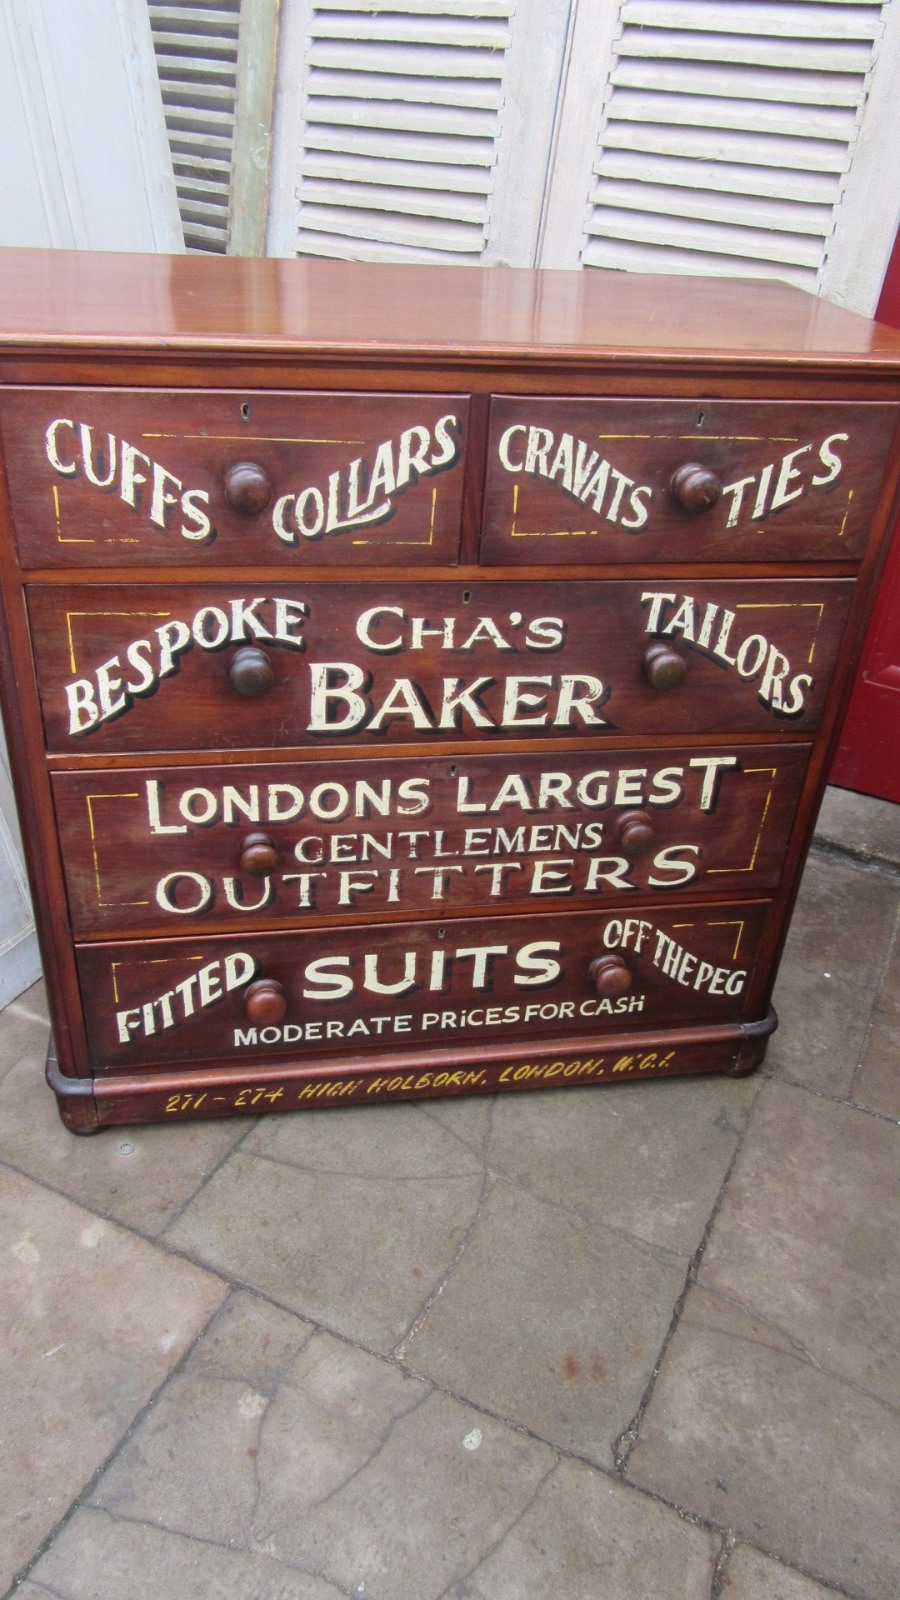 CUFFS COLLARS
CRAVATS TIES
BESPOKE CHA'S TAILORS
BAKER
LONDONS LARGEST
GENTLEMENS
OUTFITTERS
FITTED SUITS OFF THE PEG
MODERATE PRiCES FOR CASH
271 - 274 HIGH HOLBORN, LONDON, W.C.1.